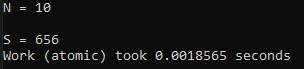 N = 10
S = 656
Work (atomic) took 0.0018565 seconds